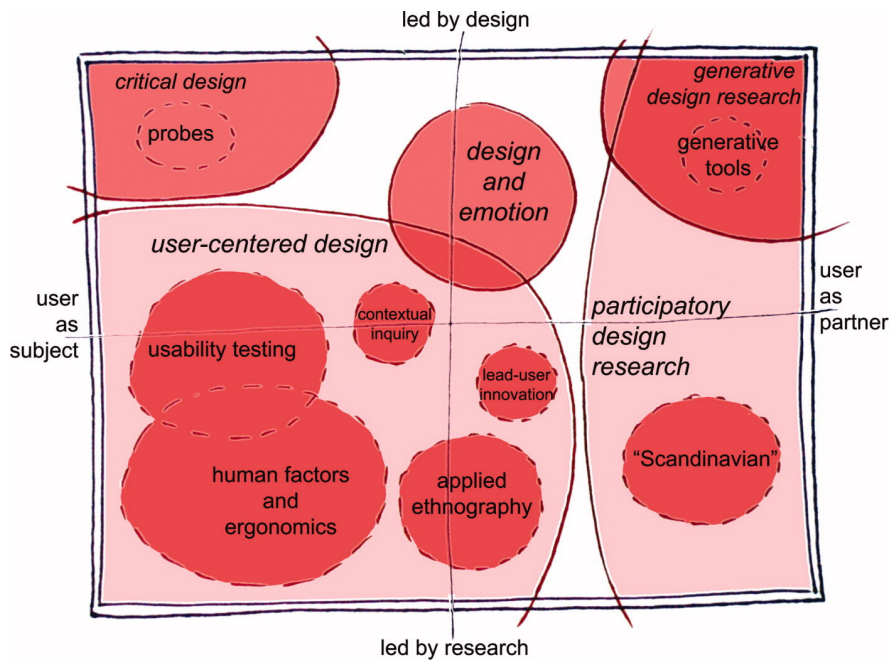 led by design
critical design
probes
generative
design research
generative
tools
design
and
emotion
user-centered design
user
as
subject
contextual
inquiry
usability testing
participatory
design
research
user
as
partner
lead-user
innovation
human factors
and
ergonomics
applied
ethnography
“Scandinavian”
led by research